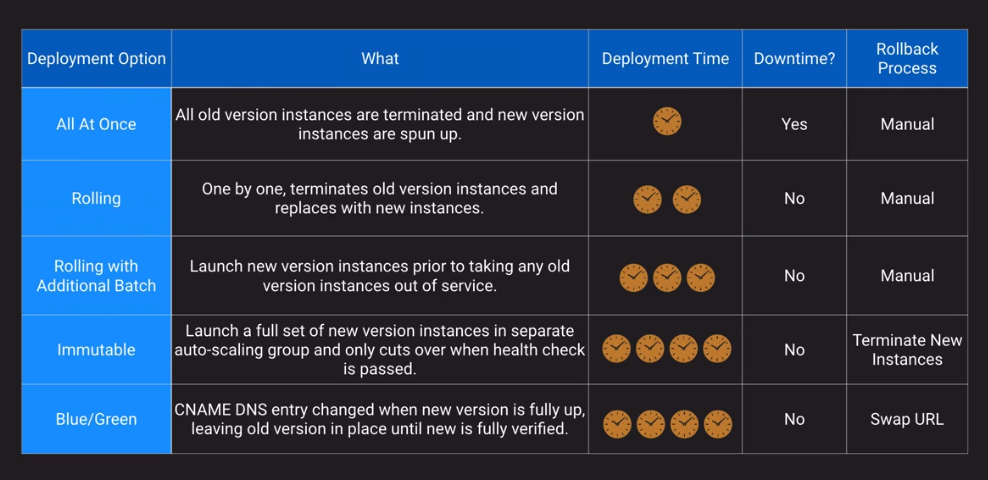 Deployment Option
What
Deployment Time
Downtime?
Rollback
Process
All At Once
All old version instances are terminated and new version
instances are spun up.
Yes
Manual
Rolling
One by one, terminates old version instances and
replaces with new instances.
No
Manual
Rolling with
Additional Batch
Launch new version instances prior to taking any old
version instances out of service.
No
Manual
Immutable
Launch a full set of new version instances in separate
auto-scaling group and only cuts over when health check
is passed.
No
Terminate New
Instances
Blue/Green
CNAME DNS entry changed when new version is fully up,
leaving old version in place until new is fully verified.
No
Swap URL